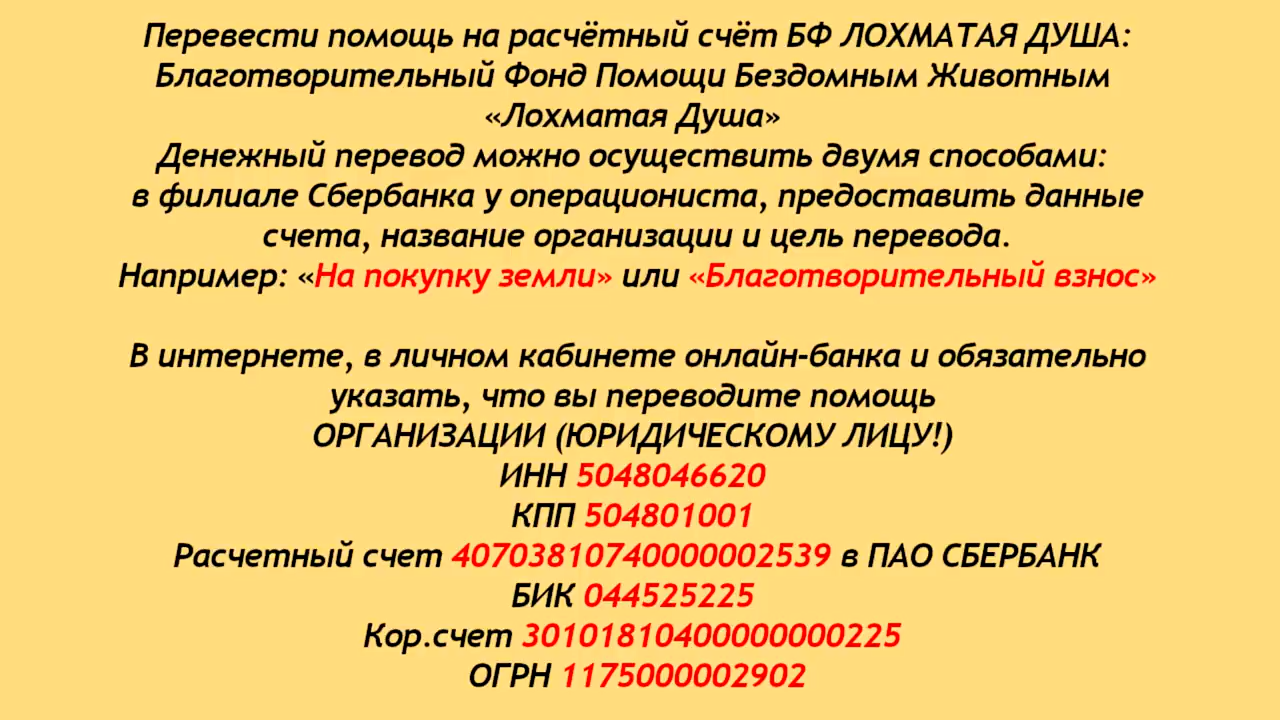 Перевести помощь на расчётный счёт БФ ЛОХМАТАЯ ДУША:
Благотворительный Фонд Помощи Бездомным Животным
«Лохматая Душа»
Денежный перевод можно осуществить двумя способами:
в филиале Сбербанка у операциониста, предоставить данные
счета, название организации и цель перевода.
Например: «На покупку земли» или «Благотворительный взнос»
В интернете, в личном кабинете онлайн-банка и обязательно
указать, что вы переводите помощь
ОРГАНИЗАЦИИ (ЮРИДИЧЕСКОМУ ЛИЦУ!)
ИНН 5048046620
КПП 504801001
Расчетный счет 40703810740000002539 в ПАО СБЕРБАНК
БИК 044525225
Кор.счет 30101810400000000225
ОГРН 1175000002902